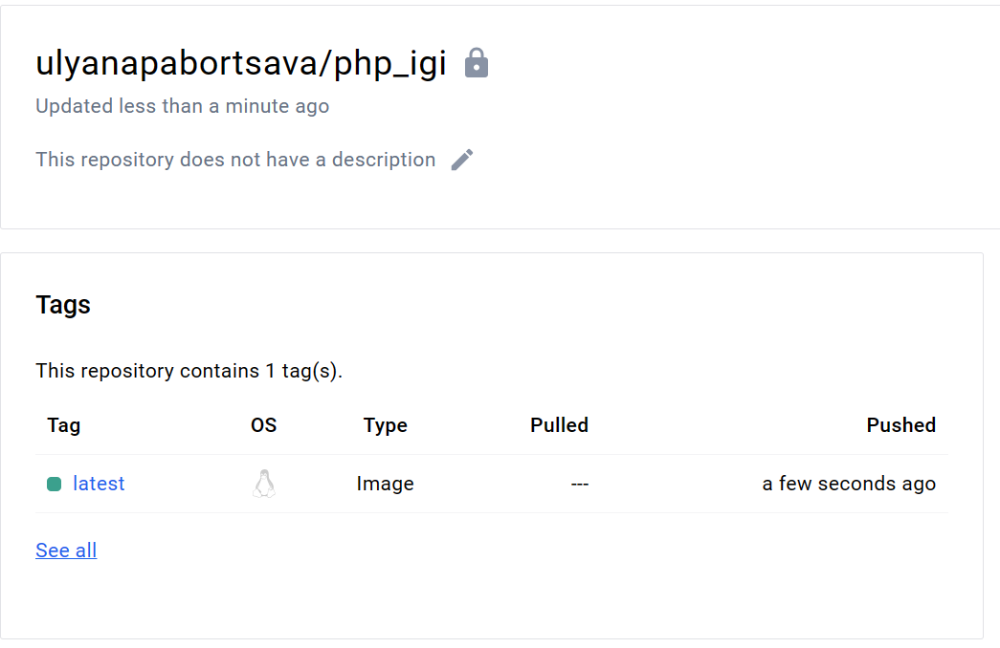 ulyanapabortsava/php_igi
Updated less than a minute ago
This repository does not have a description
Tags
This repository contains 1 tag(s).
Tag OS Type Pulled Pushed
latest Image --- a few seconds ago
See all